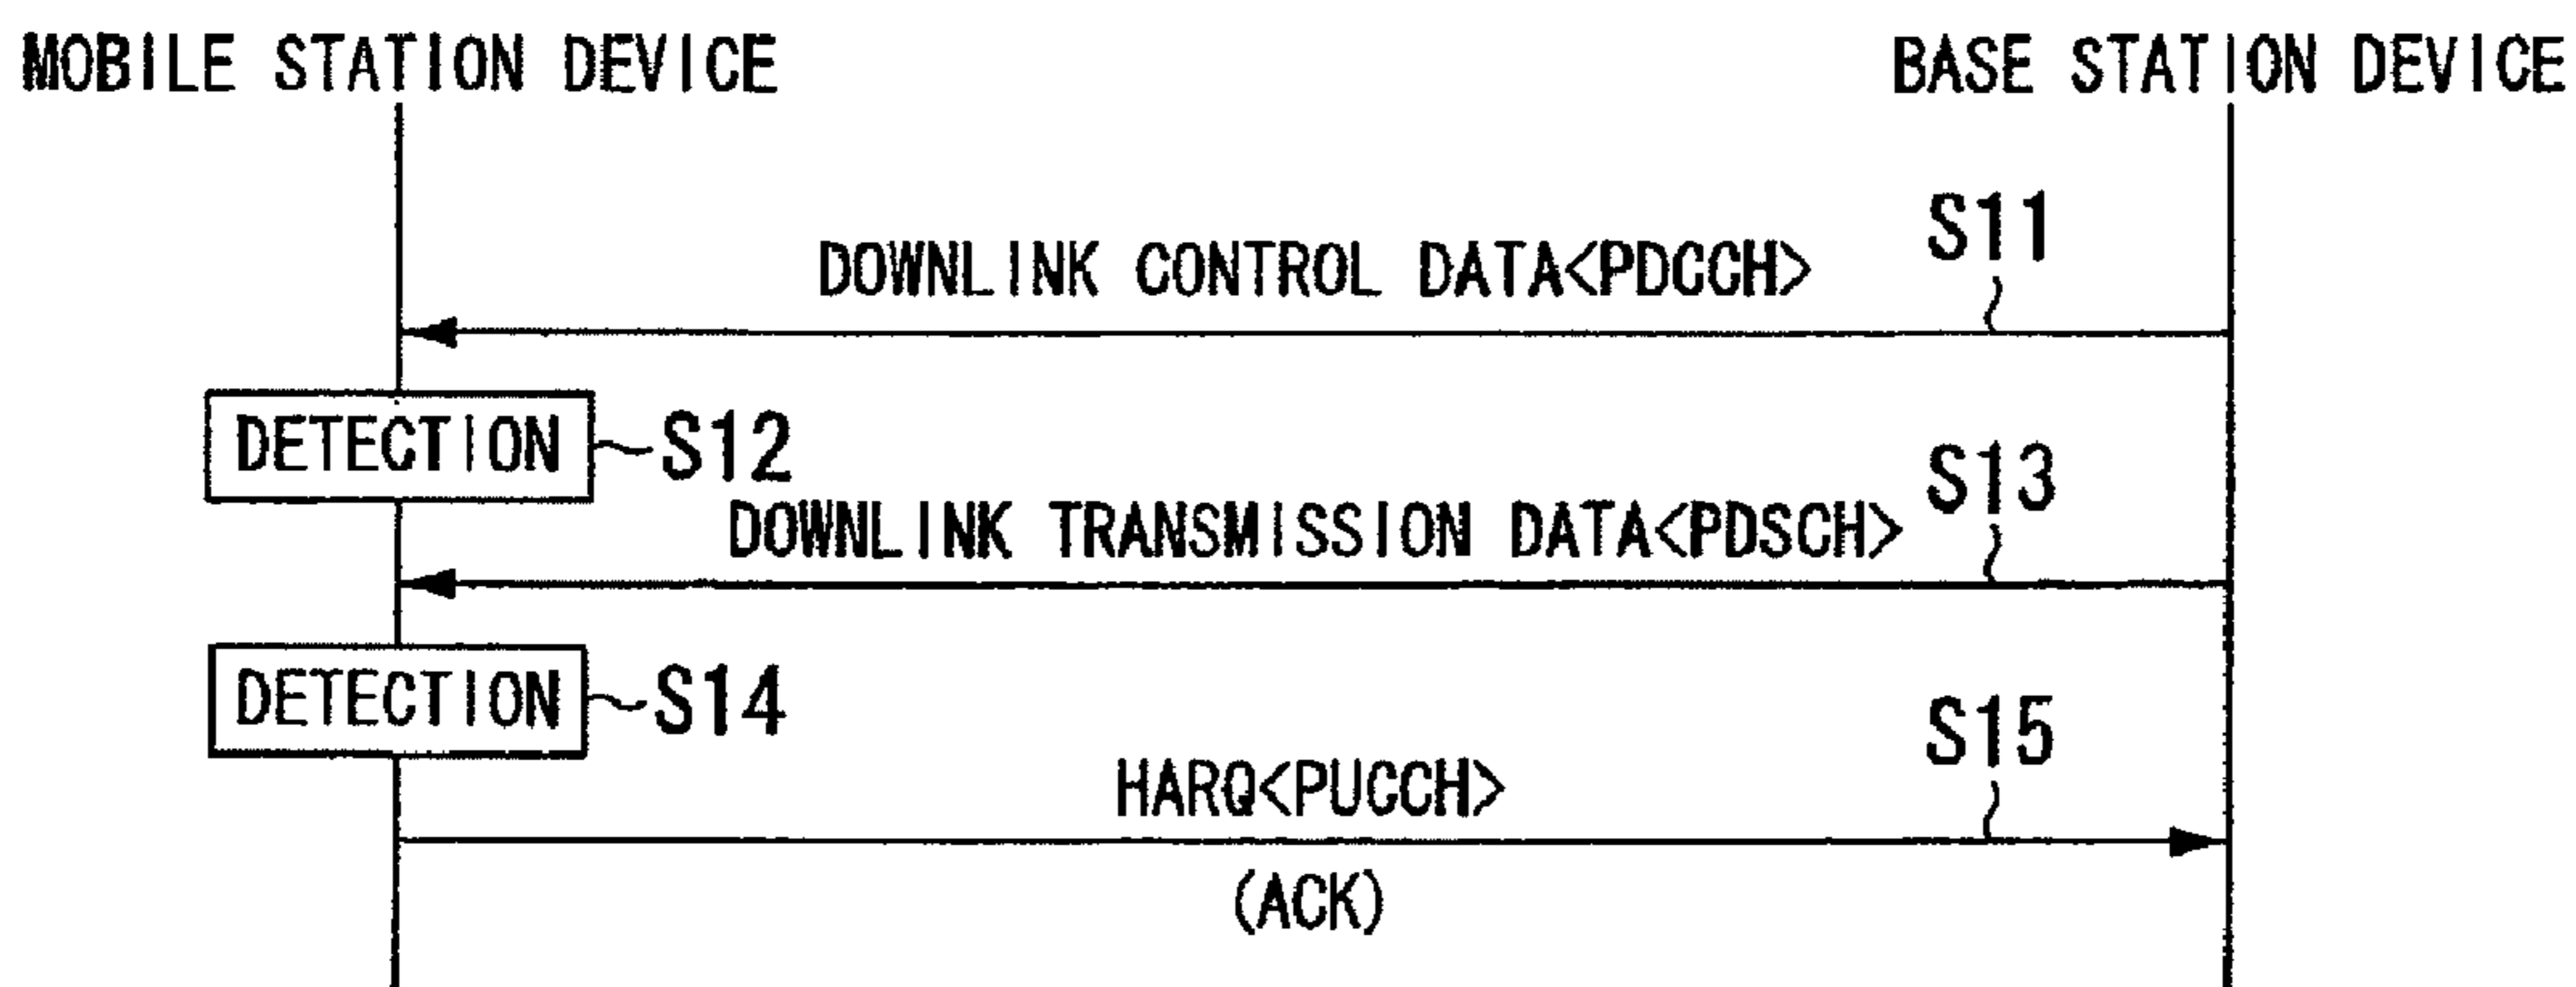 MOBILE STATION DEVICE
BASE STATION DEVICE
S11
DOWNLINK CONTROL DATA<PDCCH>
DETECTION
S12
S13
DOWNLINK TRANSMISSION DATA<PDSCH>
DETECTION
S14
S15
HARQ<PUCCH>
(ACK)